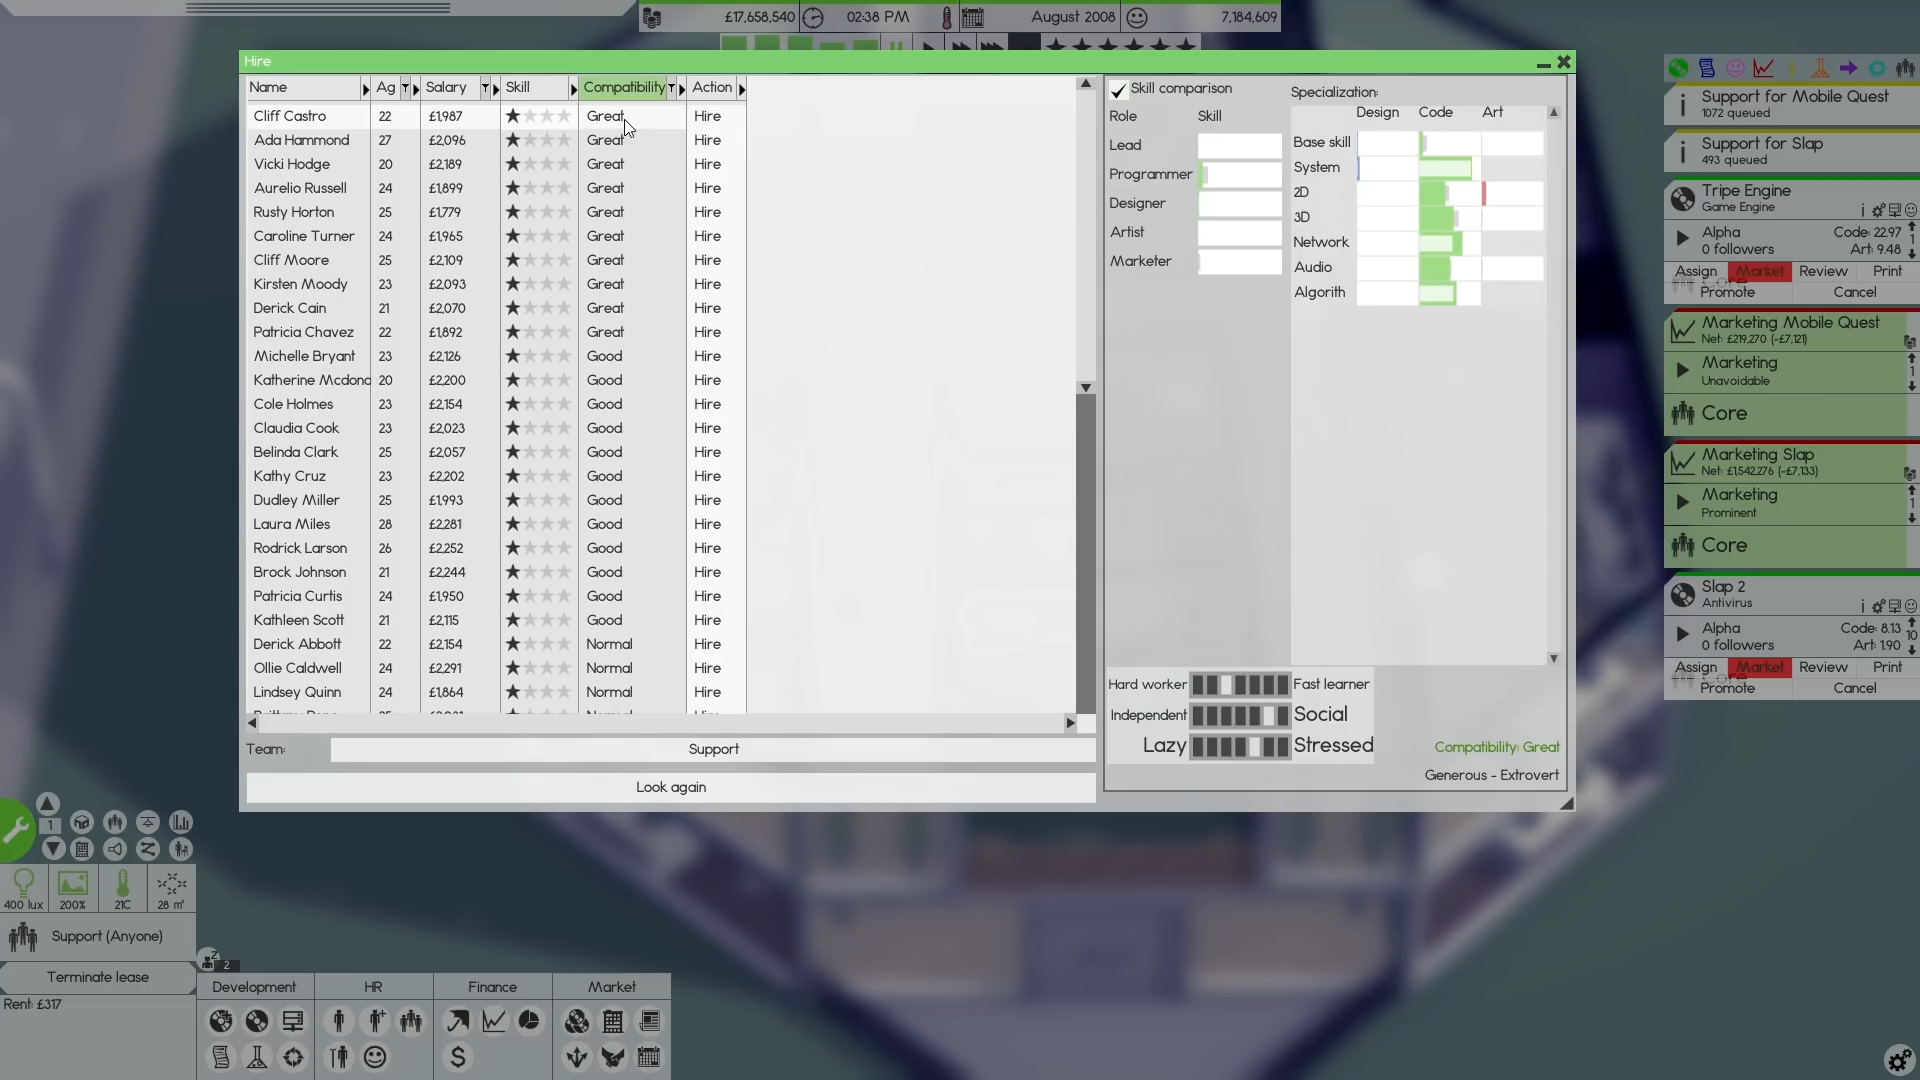 £17,658,540
02:38 PM
August 2008
7,184,609
Hire
Name Ag Salary Skill Compatibility Action
Cliff Castro 22 £1,987 Great Hire
Ada Hammond 27 £2,096 Great Hire
Vicki Hodge 20 £2,189 Great Hire
Aurelio Russell 24 £1,899 Great Hire
Rusty Horton 25 £1,779 Great Hire
Caroline Turner 24 £1,965 Great Hire
Cliff Moore 25 £2,109 Great Hire
Kirsten Moody 23 £2,093 Great Hire
Derick Cain 21 £2,070 Great Hire
Patricia Chavez 22 £1,892 Great Hire
Michelle Bryant 23 £2,126 Good Hire
Katherine Mcdono 20 £2,200 Good Hire
Cole Holmes 23 £2,154 Good Hire
Claudia Cook 23 £2,023 Good Hire
Belinda Clark 25 £2,057 Good Hire
Kathy Cruz 23 £2,202 Good Hire
Dudley Miller 25 £1,993 Good Hire
Laura Miles 28 £2,281 Good Hire
Rodrick Larson 26 £2,252 Good Hire
Brock Johnson 21 £2,244 Good Hire
Patricia Curtis 24 £1,950 Good Hire
Kathleen Scott 21 £2,115 Good Hire
Derick Abbott 22 £2,154 Normal Hire
Ollie Caldwell 24 £2,291 Normal Hire
Lindsey Quinn 24 £1,864 Normal Hire
Team: Support
Look again
Skill comparison
Role Skill
Lead
Programmer
Designer
Artist
Marketer
Specialization:
Design Code Art
Base skill
System
2D
3D
Network
Audio
Algorith
Hard worker Fast learner
Independent Social
Lazy Stressed
Compatibility: Great
Generous - Extrovert
Support for Mobile Quest
1072 queued
Support for Slap
493 queued
Tripe Engine
Game Engine
Alpha Code: 22.97
0 followers Art: 9.48
1
Assign Market Review Print
Core
Promote Cancel
Marketing Mobile Quest
Net: £219,270 (-£7,121)
Marketing
Unavoidable
1
Core
Marketing Slap
Net: £1,542,276 (-£7,133)
Marketing
Prominent
1
Core
Slap 2
Antivirus
Alpha Code: 8.13
0 followers Art: 1.90
10
Assign Market Review Print
Core
Promote Cancel
1
400 lux 200% 21C 28 m²
Support (Anyone)
Terminate lease
Rent: £317
2
Development HR Finance Market